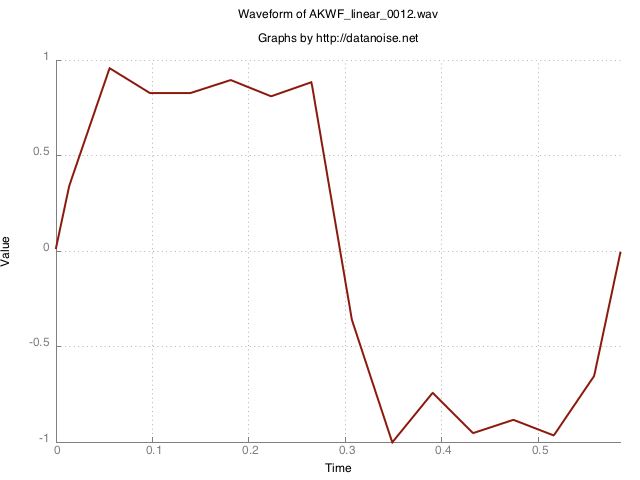 Waveform of AKWF_linear_0012.wav
Graphs by http://datanoise.net
1
0.5
0
-0.5
-1
Value
0 0.1 0.2 0.3 0.4 0.5
Time